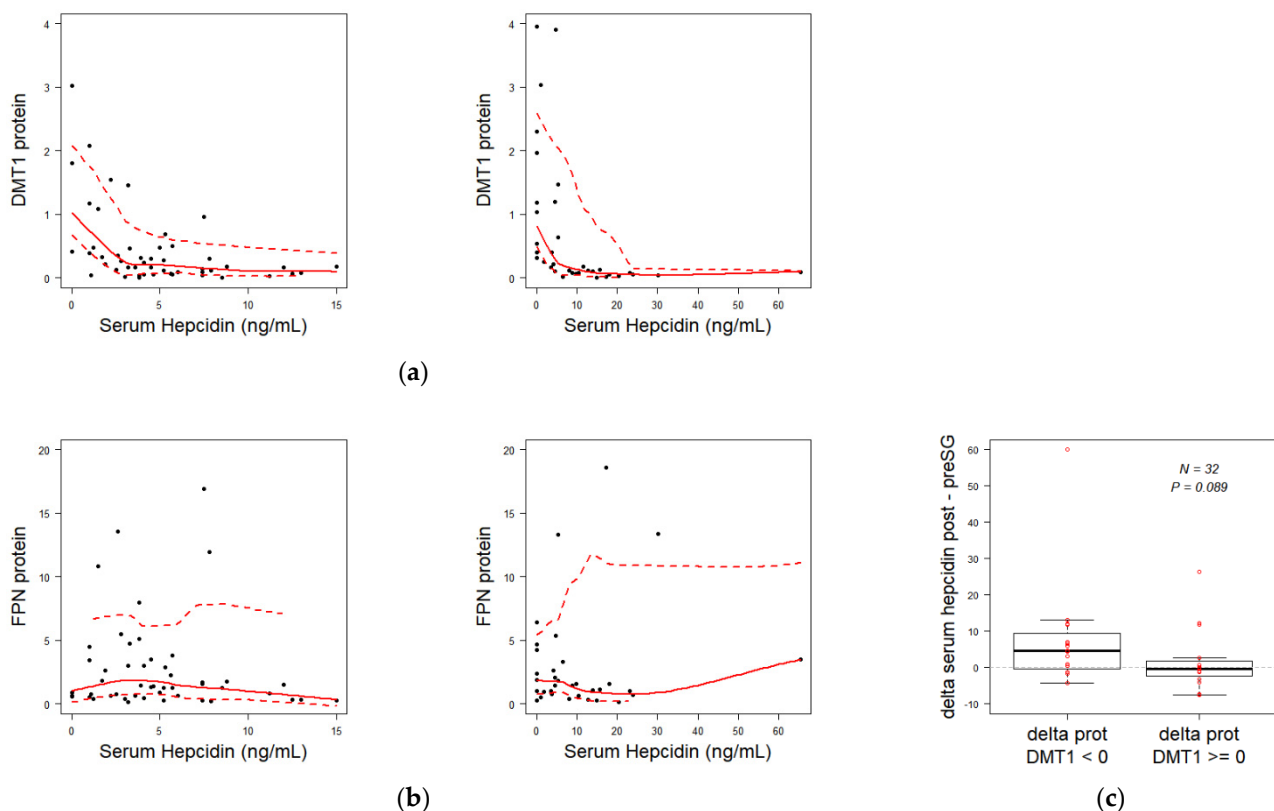 4
3
2
1
0
DMT1 protein
0
5
10
15
Serum Hepcidin (ng/mL)
4
3
2
1
0
DMT1 protein
0
10
20
30
40
50
60
Serum Hepcidin (ng/mL)
(a)
20
15
10
5
0
FPN protein
0
5
10
15
Serum Hepcidin (ng/mL)
20
15
10
5
0
FPN protein
0
10
20
30
40
50
60
Serum Hepcidin (ng/mL)
(b)
60
50
40
30
20
10
0
-10
delta serum hepcidin post - preSG
N = 32
P = 0.089
delta prot
DMT1 < 0
delta prot
DMT1 >= 0
(c)